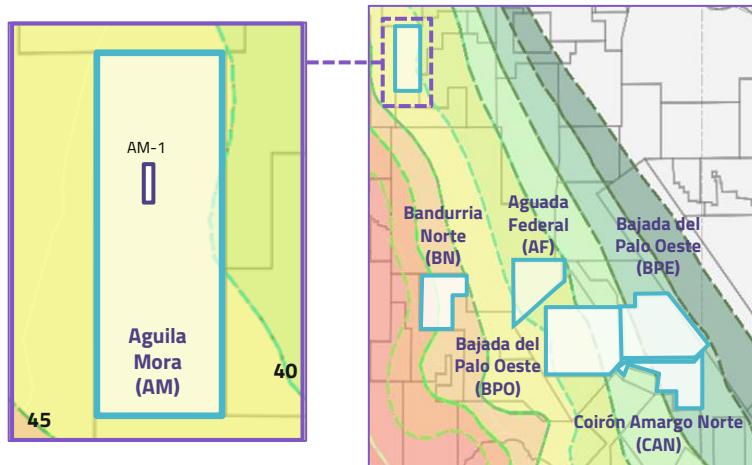 AM-1
Aguila
Mora
(AM)
40
45
Bandurria
Norte
(BN)
Aguada
Federal
(AF)
Bajada del
Palo Oeste
(BPE)
Bajada del
Palo Oeste
(BPO)
Coirón Amargo Norte
(CAN)